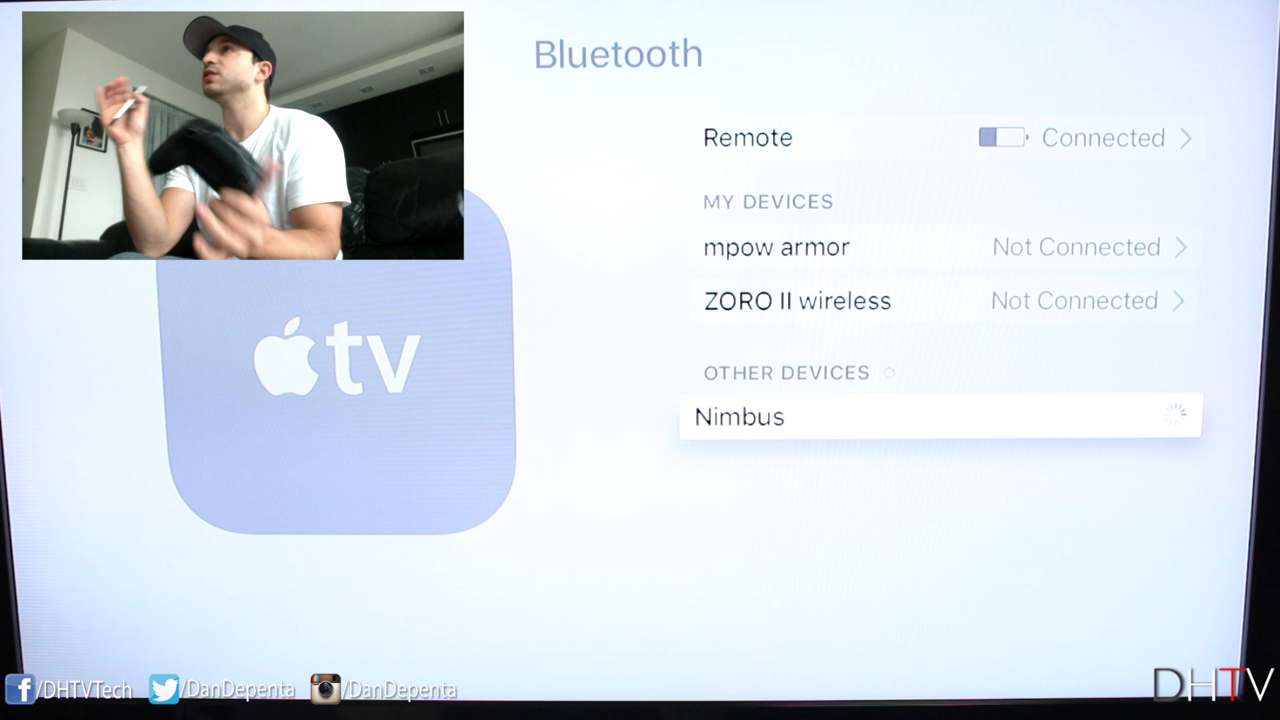 Bluetooth
Remote Connected
MY DEVICES
mpow armor Not Connected
ZORO II wireless Not Connected
OTHER DEVICES
Nimbus
tv
f/DHTVTech /DanDepenta /DanDepenta
DHTV